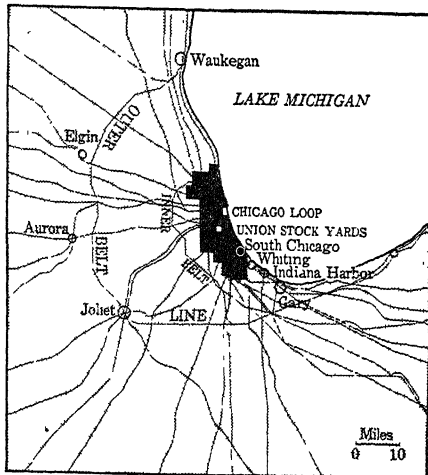 Waukegan
LAKE MICHIGAN
OUTER
Elgin
INNER
CHICAGO LOOP
UNION STOCK YARDS
South Chicago
Aurora
BELT
Whiting
BELT
Indiana Harbor
Gary
Joliet
LINE
Miles
0 10